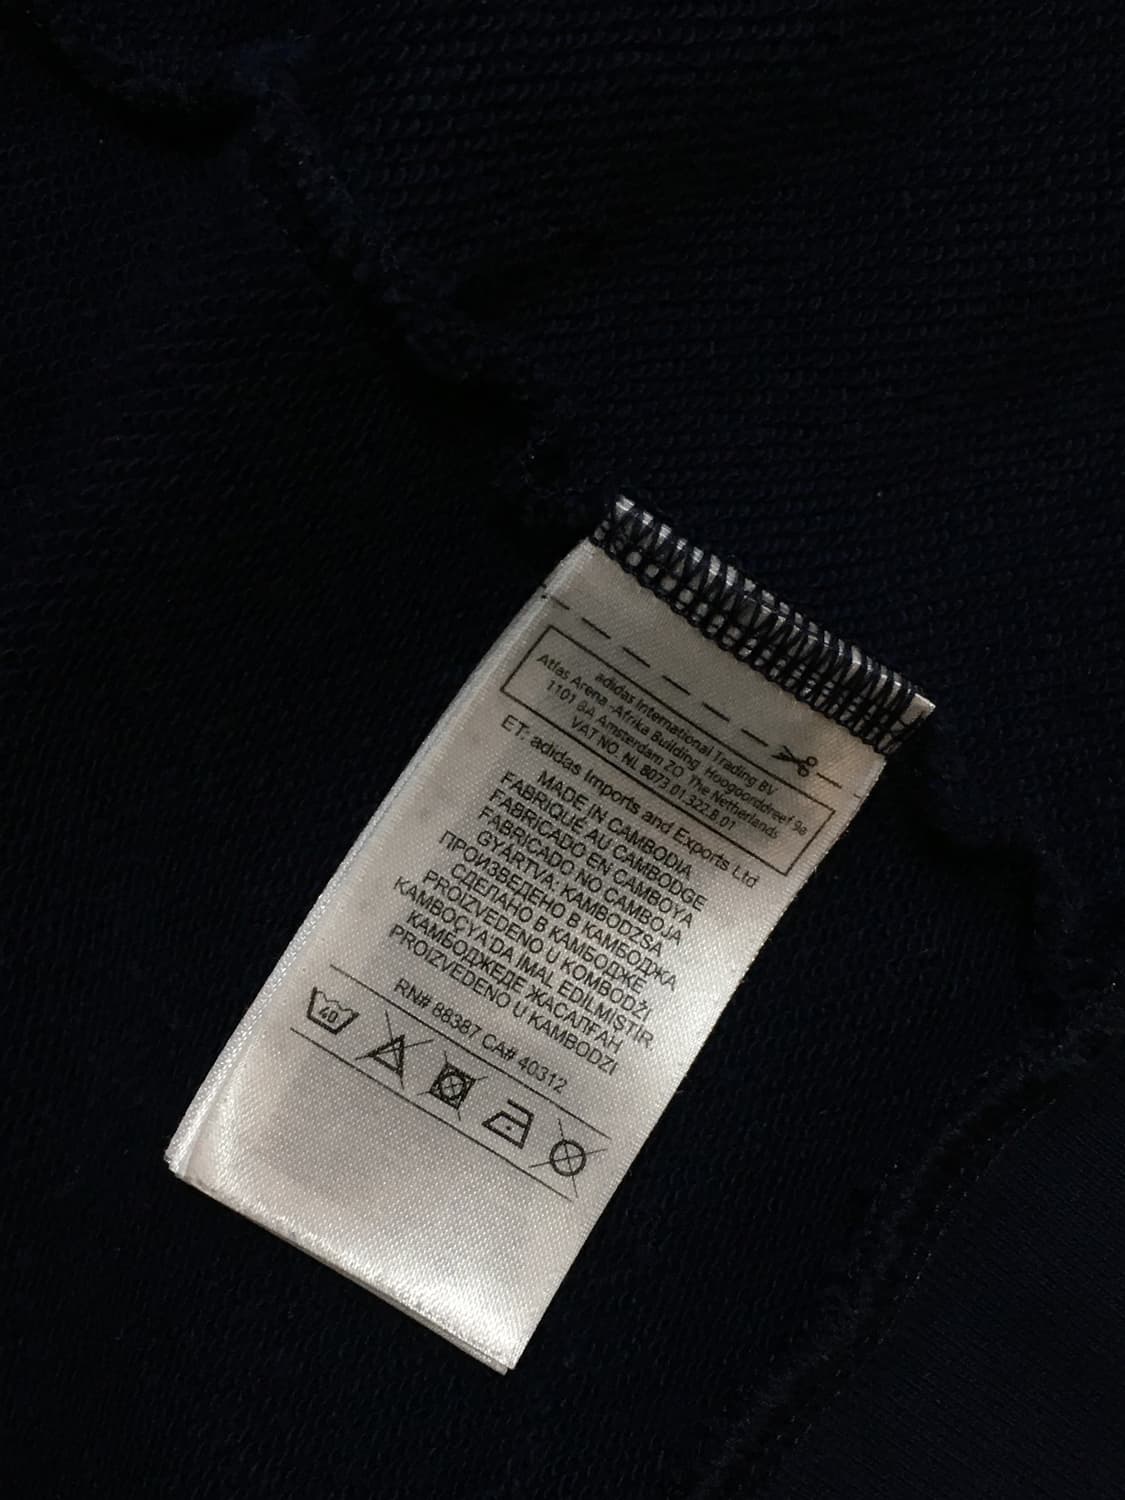 adidas International Trading BV
Atlas Arena -Afrika Building Hoogoorddreef 9a
1101 BA Amsterdam ZO The Netherlands
VAT NO. NL 8073.01.322.B.01
ET: adidas Imports and Exports Ltd
MADE IN CAMBODIA
FABRIQUÉ AU CAMBODGE
FABRICADO EN CAMBOYA
FABRICADO NO CAMBOJA
GYÁRTVA: KAMBODZSA
ПРОИЗВЕДЕНО В КАМБОДЖА
СДЕЛАНО В КАМБОДЖЕ
PROIZVEDENO U KOMBODŽI
KAMBOÇYA'DA İMAL EDİLMİŞTİR
КАМБОДЖЕДЕ ЖАСАЛҒАН
PROIZVEDENO U KAMBODZI
RN# 88387 CA# 40312
40